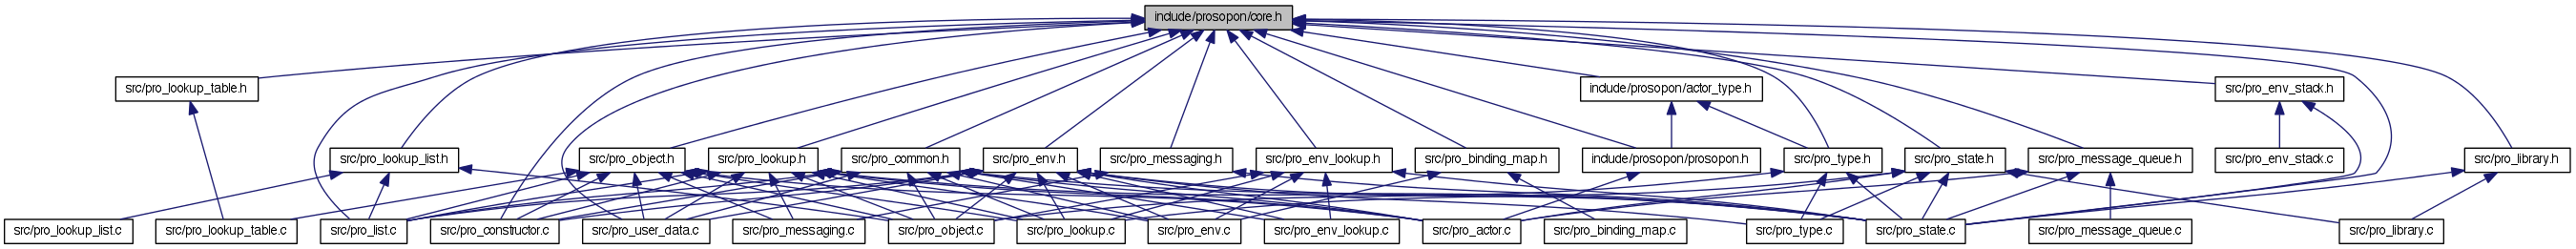 include/prosopon/core.h
src/pro_lookup_table.h
include/prosopon/actor_type.h
src/pro_env_stack.h
src/pro_lookup_list.h
src/pro_object.h
src/pro_lookup.h
src/pro_common.h
src/pro_env.h
src/pro_messaging.h
src/pro_env_lookup.h
src/pro_binding_map.h
include/prosopon/prosopon.h
src/pro_type.h
src/pro_state.h
src/pro_message_queue.h
src/pro_env_stack.c
src/pro_library.h
src/pro_lookup_list.c
src/pro_lookup_table.c
src/pro_list.c
src/pro_constructor.c
src/pro_user_data.c
src/pro_messaging.c
src/pro_object.c
src/pro_lookup.c
src/pro_env.c
src/pro_env_lookup.c
src/pro_actor.c
src/pro_binding_map.c
src/pro_type.c
src/pro_state.c
src/pro_message_queue.c
src/pro_library.c